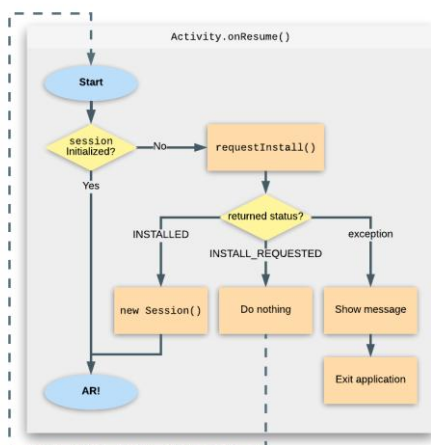 Activity.onResume()
Start
session
Initialized?
No
requestInstall()
Yes
returned status?
INSTALLED
INSTALL_REQUESTED
exception
new Session()
Do nothing
Show message
AR!
Exit application